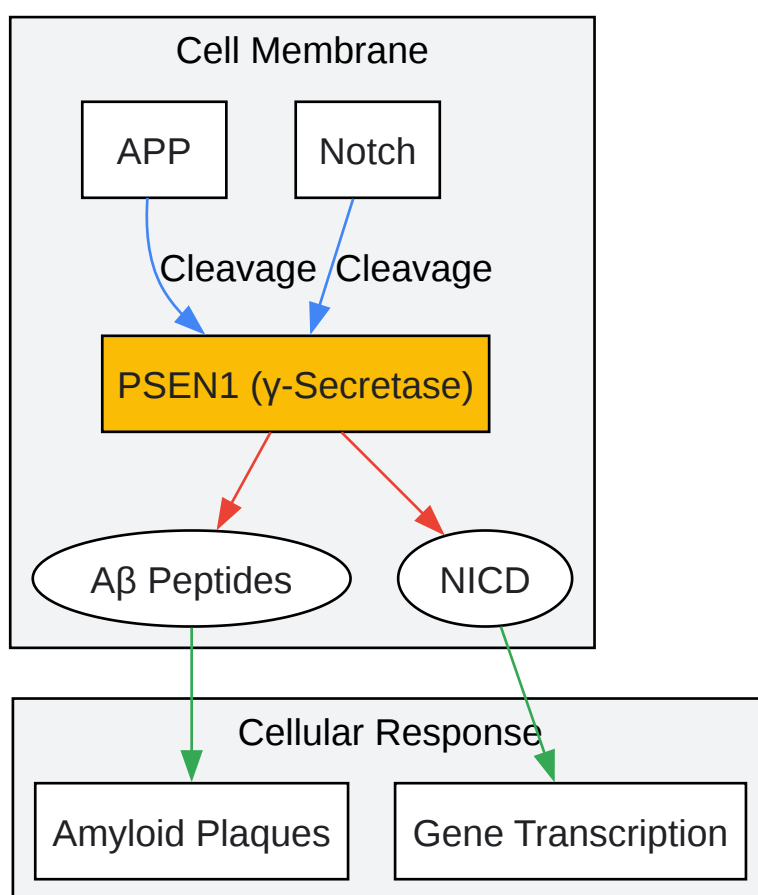 Cell Membrane
APP
Notch
Cleavage
Cleavage
PSEN1 (γ-Secretase)
Aβ Peptides
NICD
Cellular Response
Amyloid Plaques
Gene Transcription